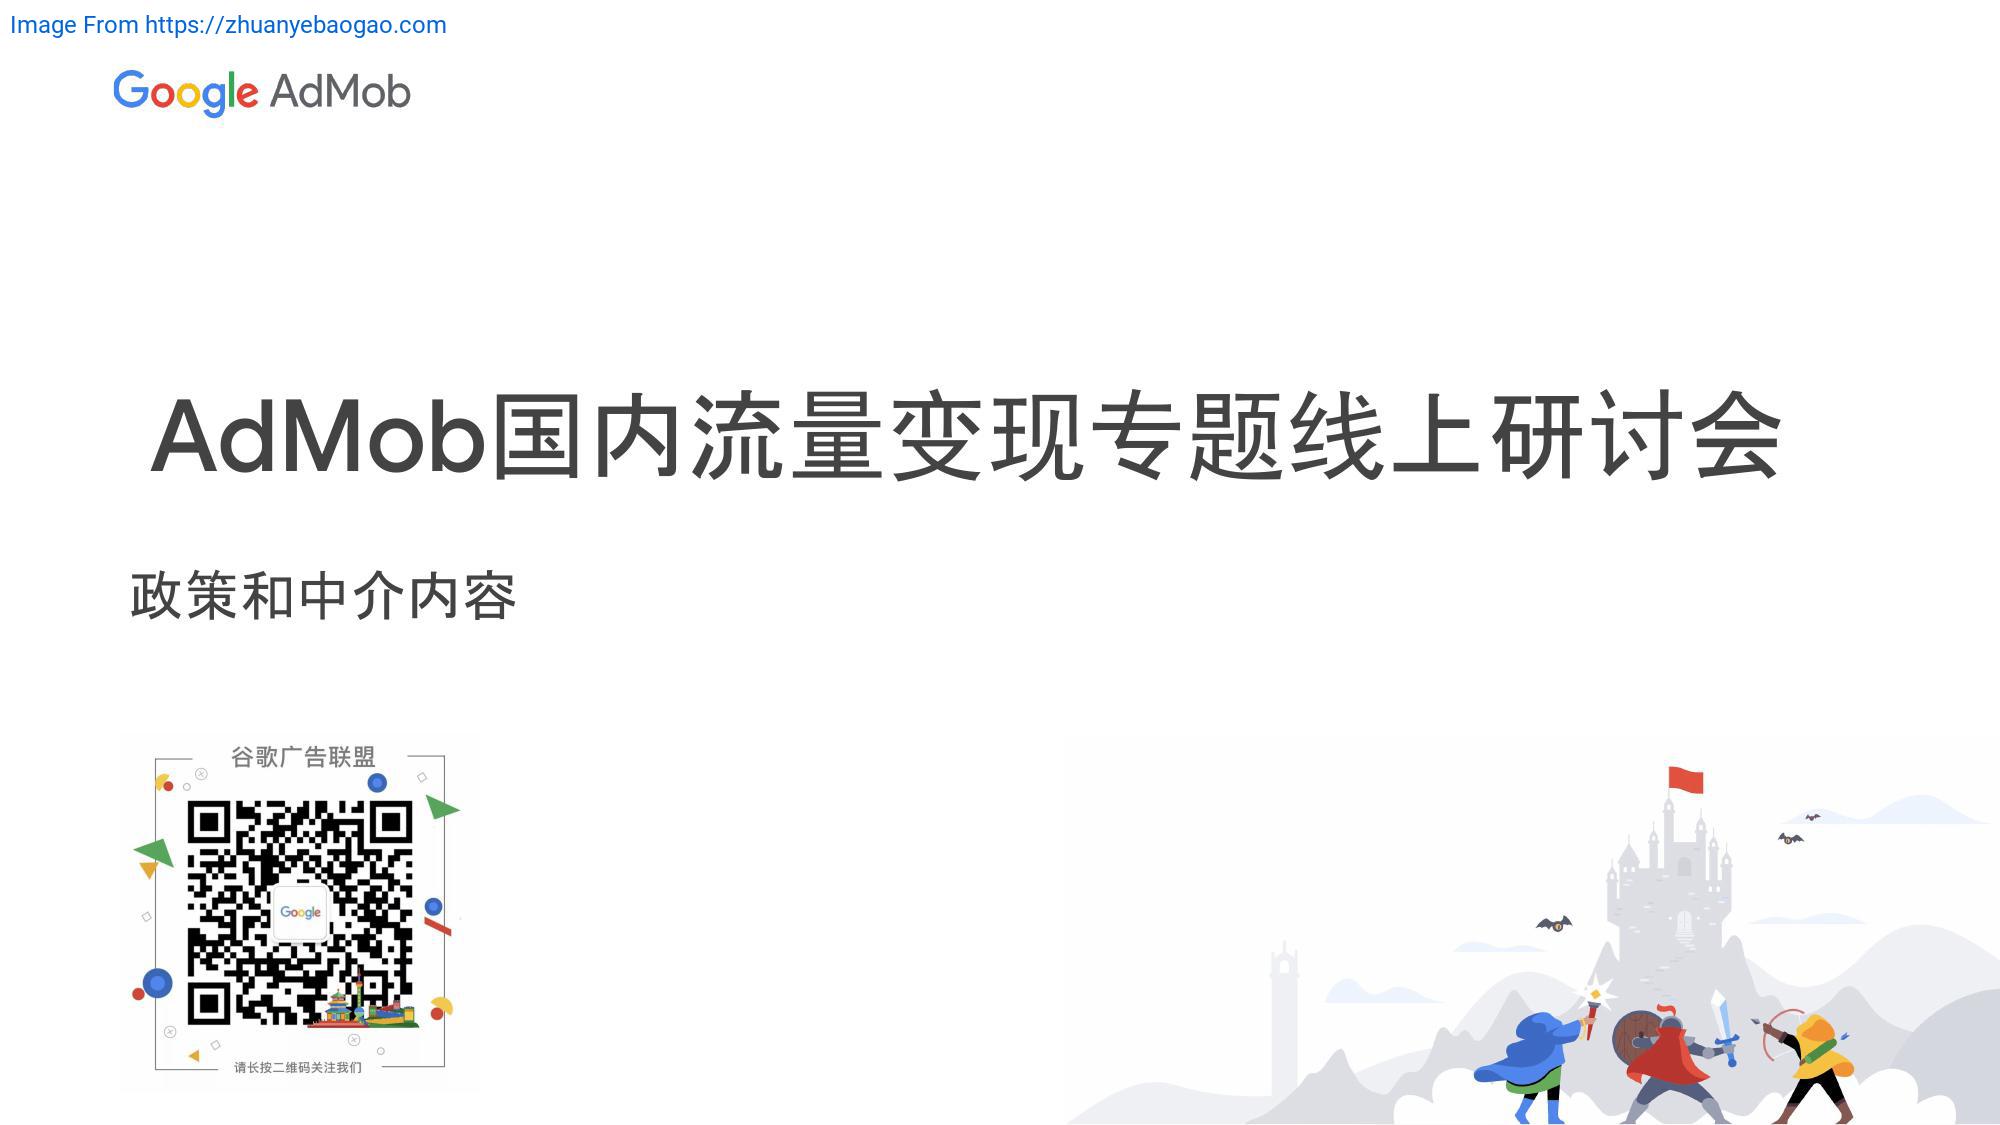 Image From https://zhuanyebaogao.com
Google AdMob
AdMob国内流量变现专题线上研讨会
政策和中介内容
谷歌广告联盟
Google
请长按二维码关注我们